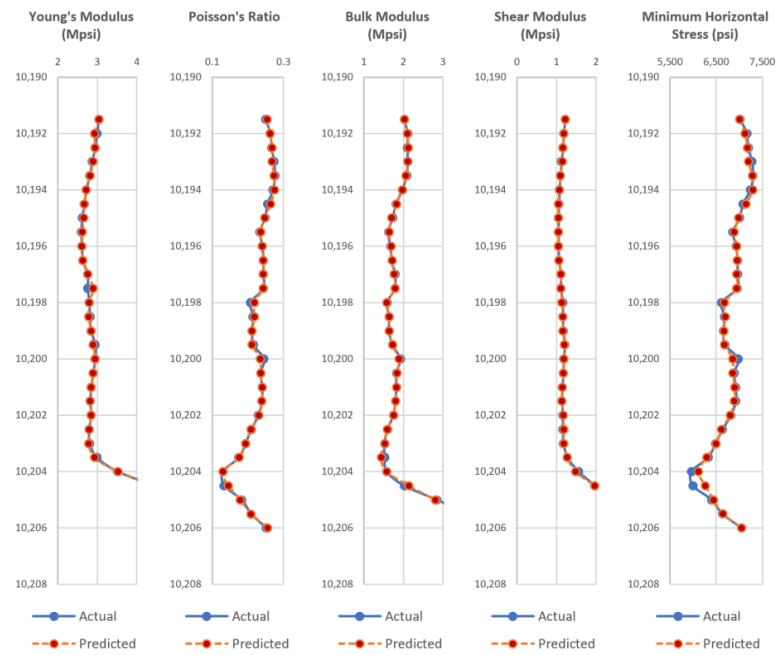 Young's Modulus
(Mpsi)
2 3 4
10,190
10,192
10,194
10,196
10,198
10,200
10,202
10,204
10,206
10,208
Actual
Predicted
Poisson's Ratio
0.1 0.3
10,190
10,192
10,194
10,196
10,198
10,200
10,202
10,204
10,206
10,208
Actual
Predicted
Bulk Modulus
(Mpsi)
1 2 3
10,190
10,192
10,194
10,196
10,198
10,200
10,202
10,204
10,206
10,208
Actual
Predicted
Shear Modulus
(Mpsi)
0 1 2
10,190
10,192
10,194
10,196
10,198
10,200
10,202
10,204
10,206
10,208
Actual
Predicted
Minimum Horizontal
Stress (psi)
5,500 6,500 7,500
10,190
10,192
10,194
10,196
10,198
10,200
10,202
10,204
10,206
10,208
Actual
Predicted